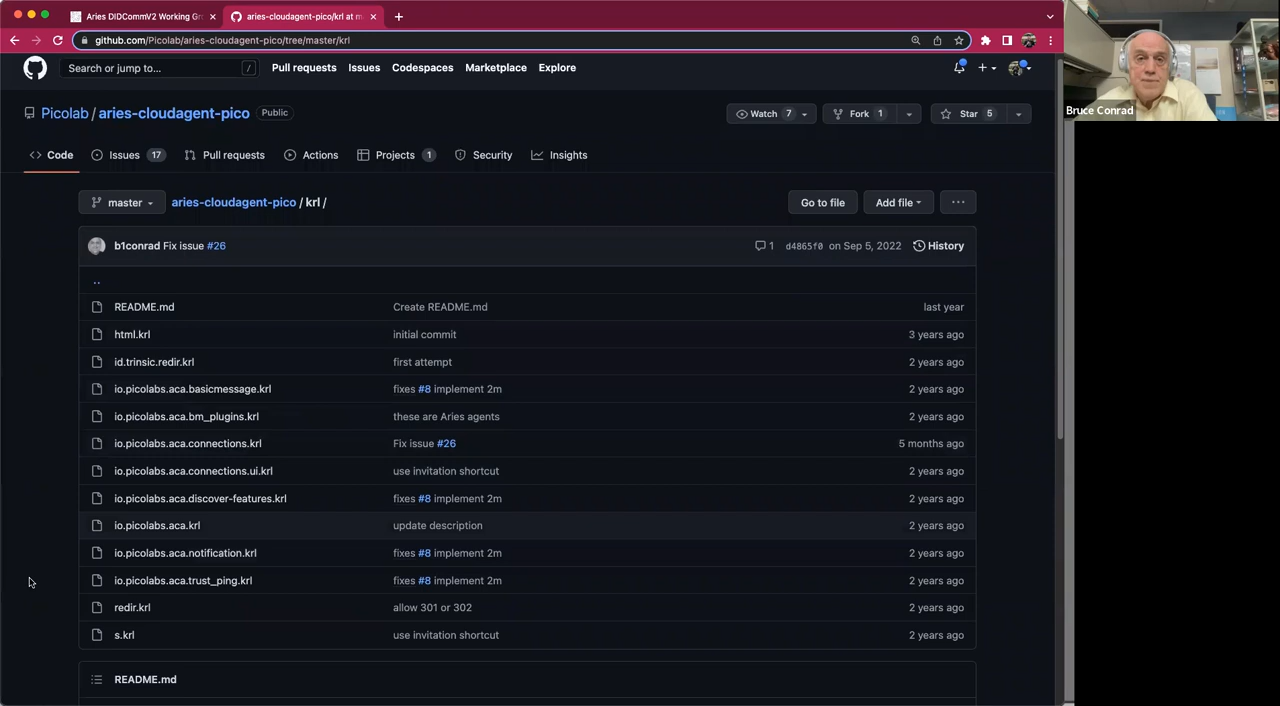 Aries DIDCommV2 Working Gr
aries-cloudagent-pico/krl at m
github.com/Picolab/aries-cloudagent-pico/tree/master/krl
Search or jump to...
/
Pull requests
Issues
Codespaces
Marketplace
Explore
Bruce Conrad
Picolab / aries-cloudagent-pico
Public
Watch 7
Fork 1
Star 5
Code
Issues 17
Pull requests
Actions
Projects 1
Security
Insights
master
aries-cloudagent-pico / krl /
Go to file
Add file
b1conrad Fix issue #26
1
d4865f0 on Sep 5, 2022
History
..
README.md Create README.md last year
html.krl initial commit 3 years ago
id.trinsic.redir.krl first attempt 2 years ago
io.picolabs.aca.basicmessage.krl fixes #8 implement 2m 2 years ago
io.picolabs.aca.bm_plugins.krl these are Aries agents 2 years ago
io.picolabs.aca.connections.krl Fix issue #26 5 months ago
io.picolabs.aca.connections.ui.krl use invitation shortcut 2 years ago
io.picolabs.aca.discover-features.krl fixes #8 implement 2m 2 years ago
io.picolabs.aca.krl update description 2 years ago
io.picolabs.aca.notification.krl fixes #8 implement 2m 2 years ago
io.picolabs.aca.trust_ping.krl fixes #8 implement 2m 2 years ago
redir.krl allow 301 or 302 2 years ago
s.krl use invitation shortcut 2 years ago
README.md